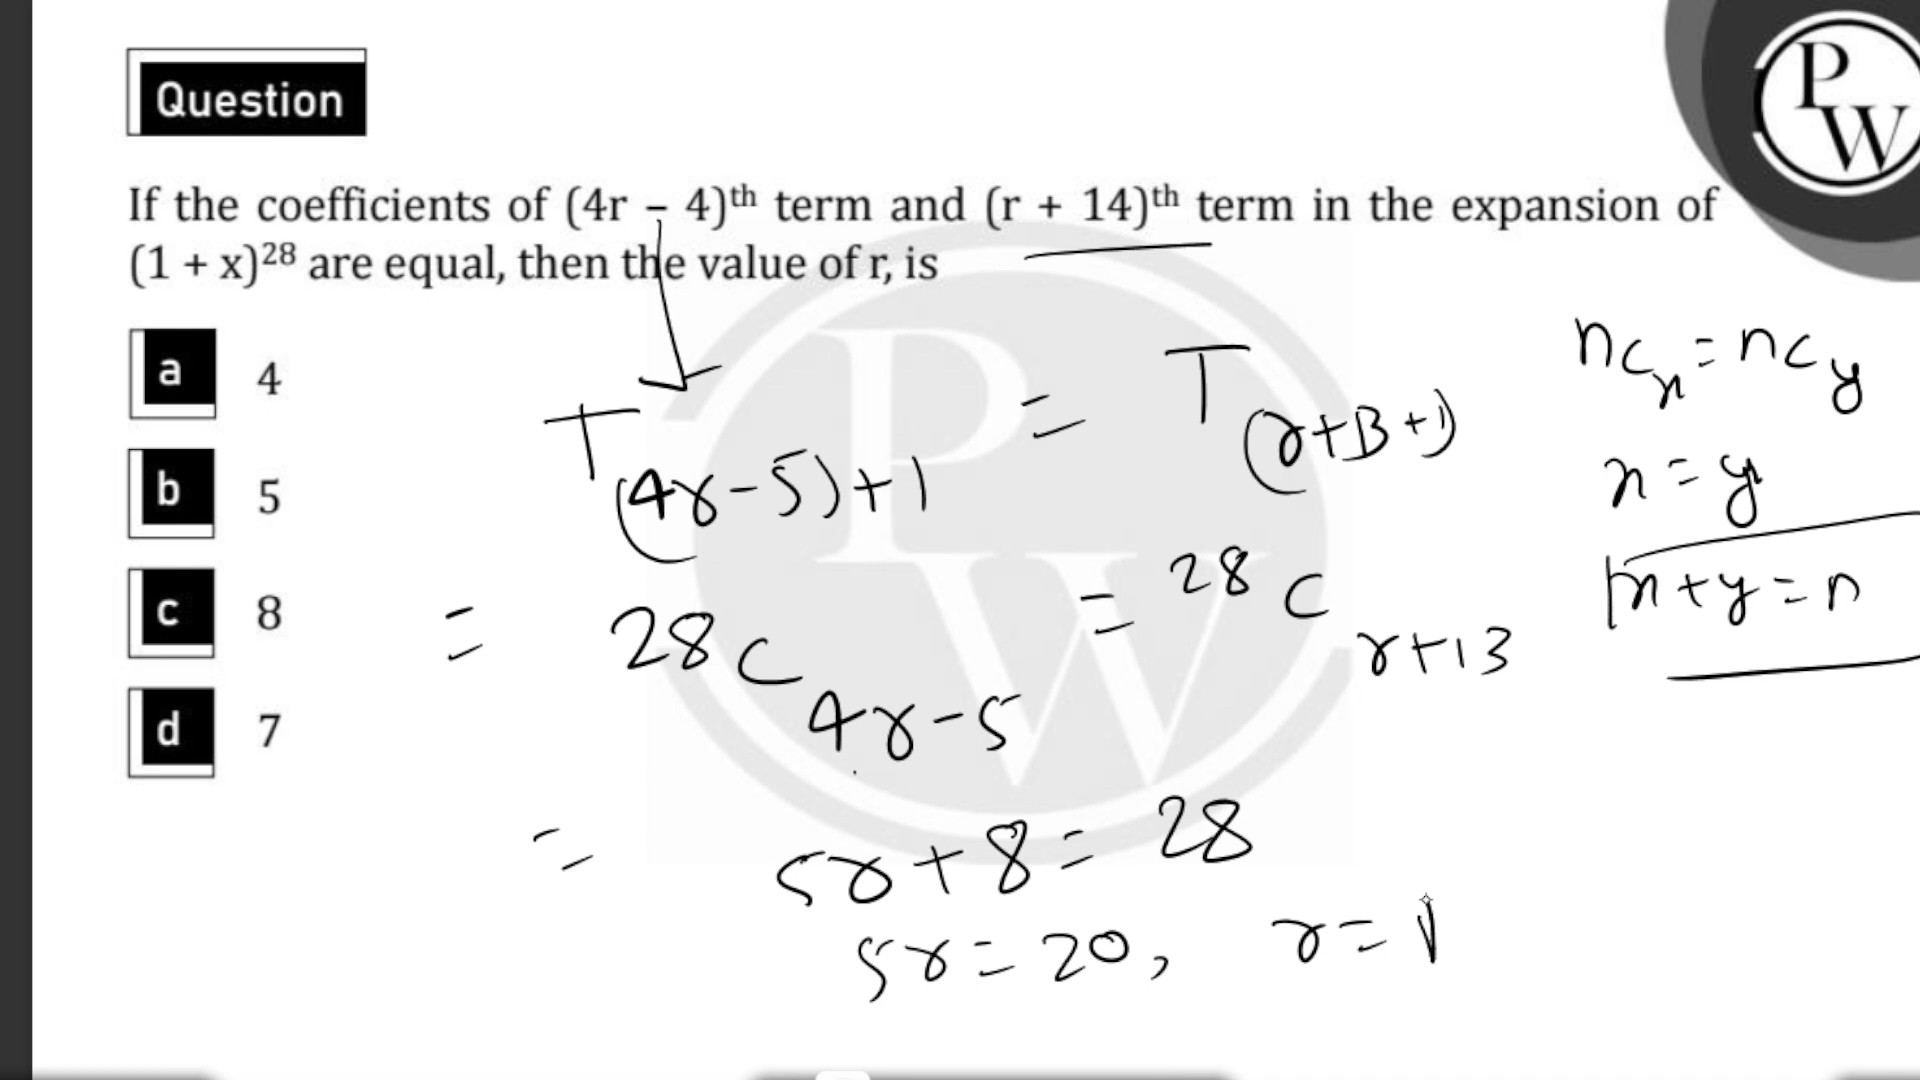 Question
PW
If the coefficients of (4r – 4)th term and (r + 14)th term in the expansion of
(1 + x)28 are equal, then the value of r, is
a 4
b 5
c 8
d 7
T(4r-5)+1 = T(r+13+1)
= 28C4r-5 = 28Cr+13
= 5r+8=28
5r=20, r=
nCx=nCy
x=y
x+y=n
PW